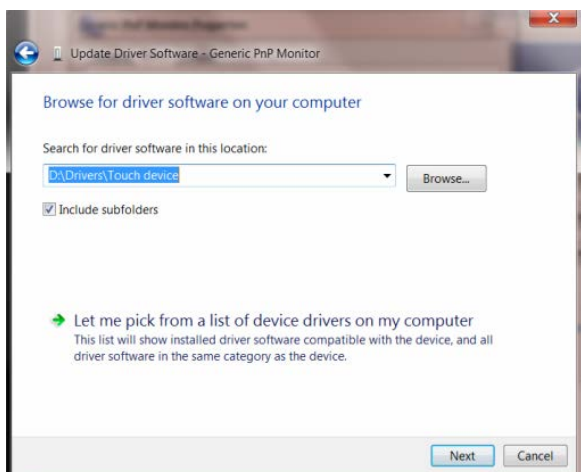 Update Driver Software - Generic PnP Monitor
Browse for driver software on your computer
Search for driver software in this location:
D:\Drivers\Touch device
Browse...
Include subfolders
Let me pick from a list of device drivers on my computer
This list will show installed driver software compatible with the device, and all
driver software in the same category as the device.
Next
Cancel